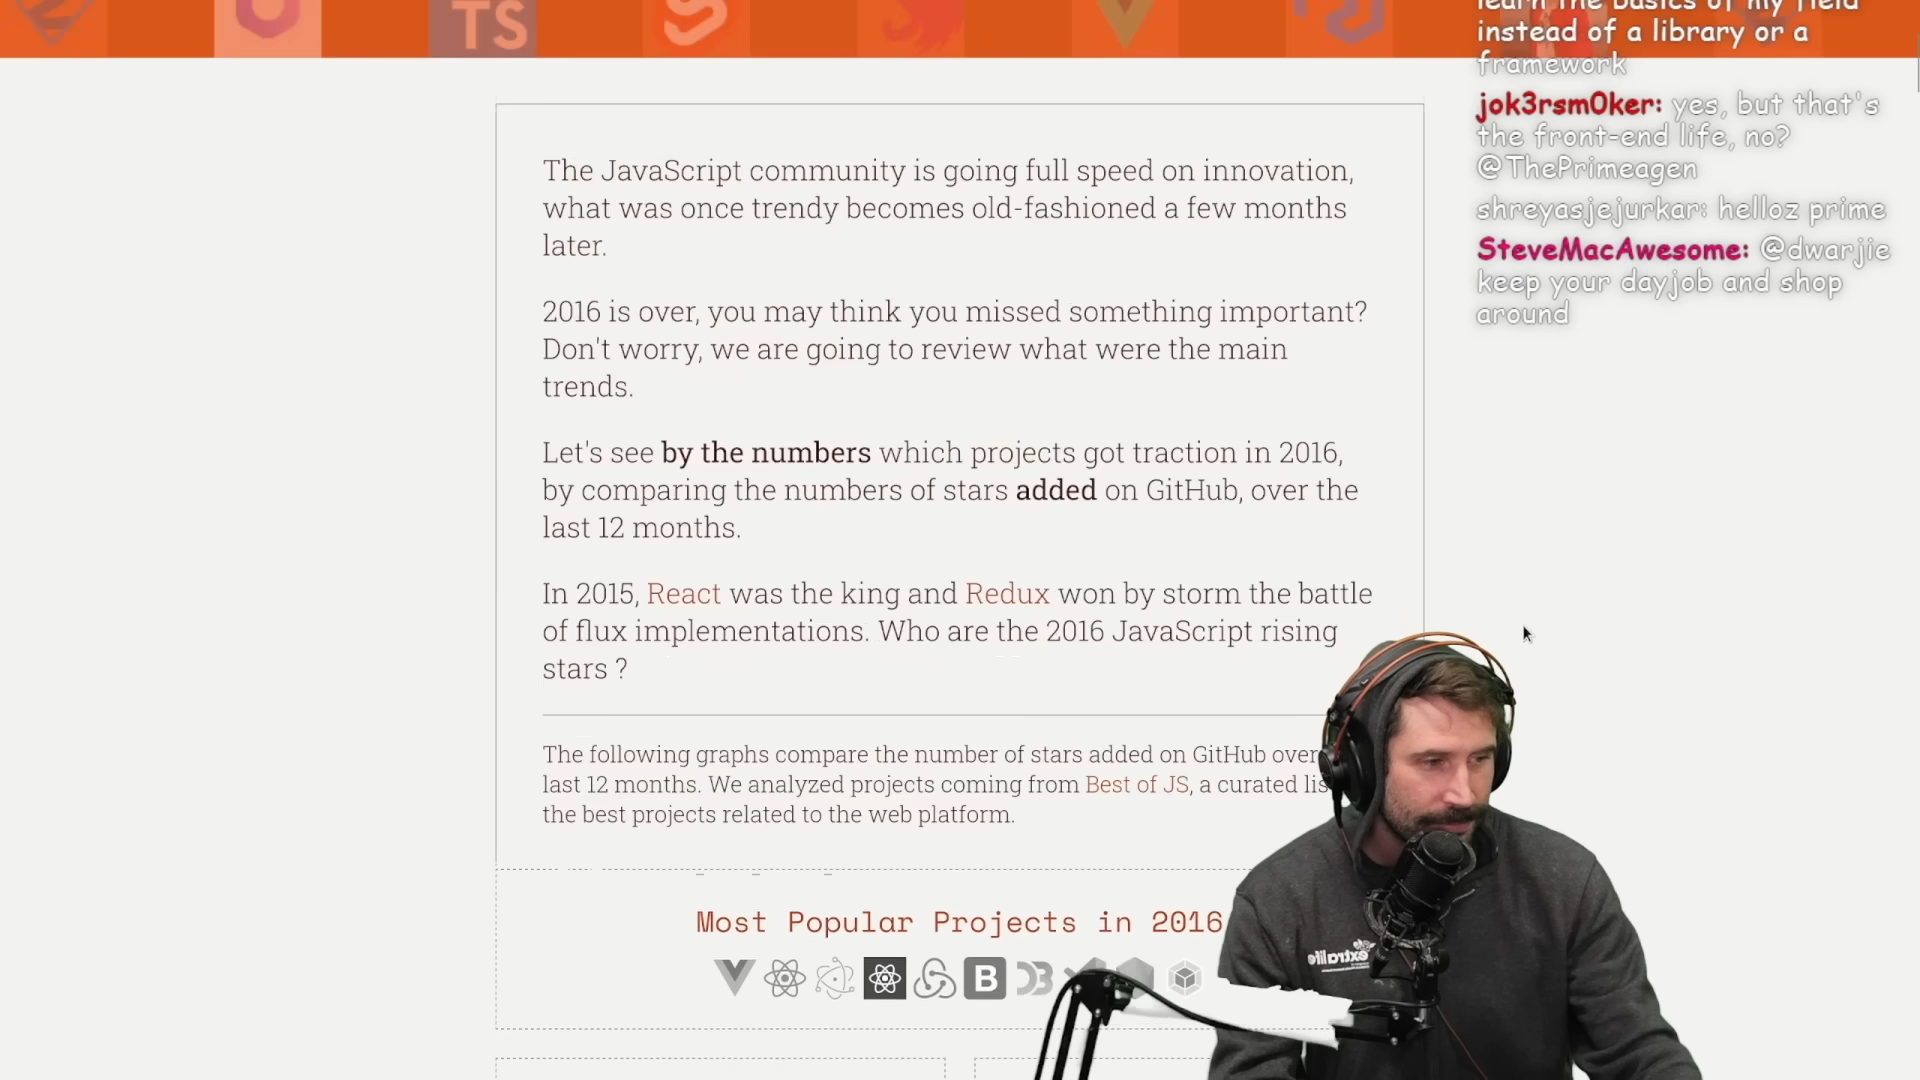 TS
learn the basics of my field
instead of a library or a
framework
jok3rsm0ker: yes, but that's
the front-end life, no?
@ThePrimeagen
shreyasjejurkar: helloz prime
SteveMacAwesome: @dwarjie
keep your dayjob and shop
around
The JavaScript community is going full speed on innovation,
what was once trendy becomes old-fashioned a few months
later.
2016 is over, you may think you missed something important?
Don't worry, we are going to review what were the main
trends.
Let's see by the numbers which projects got traction in 2016,
by comparing the numbers of stars added on GitHub, over the
last 12 months.
In 2015, React was the king and Redux won by storm the battle
of flux implementations. Who are the 2016 JavaScript rising
stars ?
The following graphs compare the number of stars added on GitHub over
last 12 months. We analyzed projects coming from Best of JS, a curated
the best projects related to the web platform.
Most Popular Projects in 2016
B
extralife